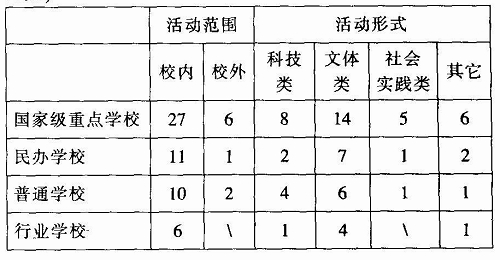 活动范围 活动形式
校内 校外 科技类 文体类 社会实践类 其它
国家级重点学校 27 6 8 14 5 6
民办学校 11 1 2 7 1 2
普通学校 10 2 4 6 1 1
行业学校 6 \ 1 4 \ 1